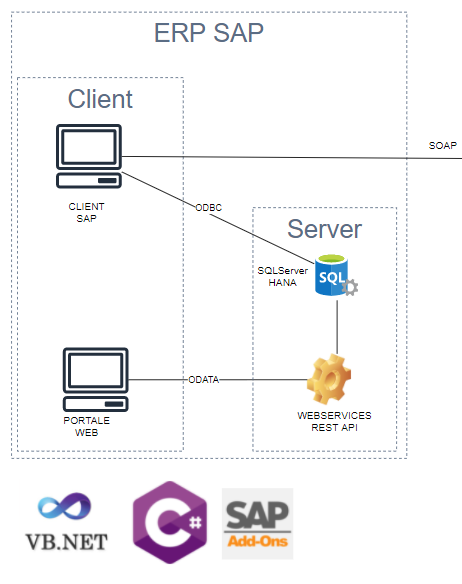 ERP SAP
Client
SOAP
CLIENT
SAP
ODBC
Server
SQLServer
HANA
SQL
PORTALE
WEB
ODATA
WEBSERVICES
REST API
VB.NET
C#
SAP
Add-Ons